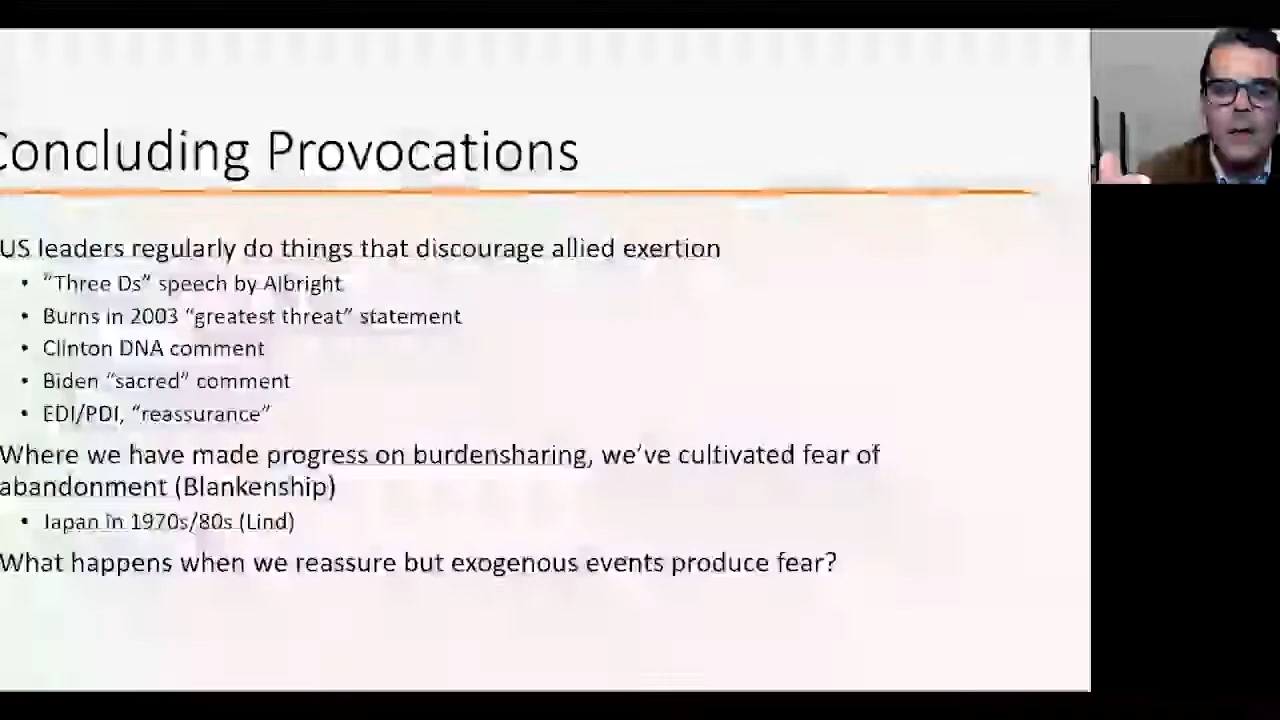 Concluding Provocations
US leaders regularly do things that discourage allied exertion
• "Three Ds" speech by Albright
• Burns in 2003 "greatest threat" statement
• Clinton DNA comment
• Biden "sacred" comment
• EDI/PDI, "reassurance"
Where we have made progress on burdensharing, we've cultivated fear of
abandonment (Blankenship)
• Japan in 1970s/80s (Lind)
What happens when we reassure but exogenous events produce fear?